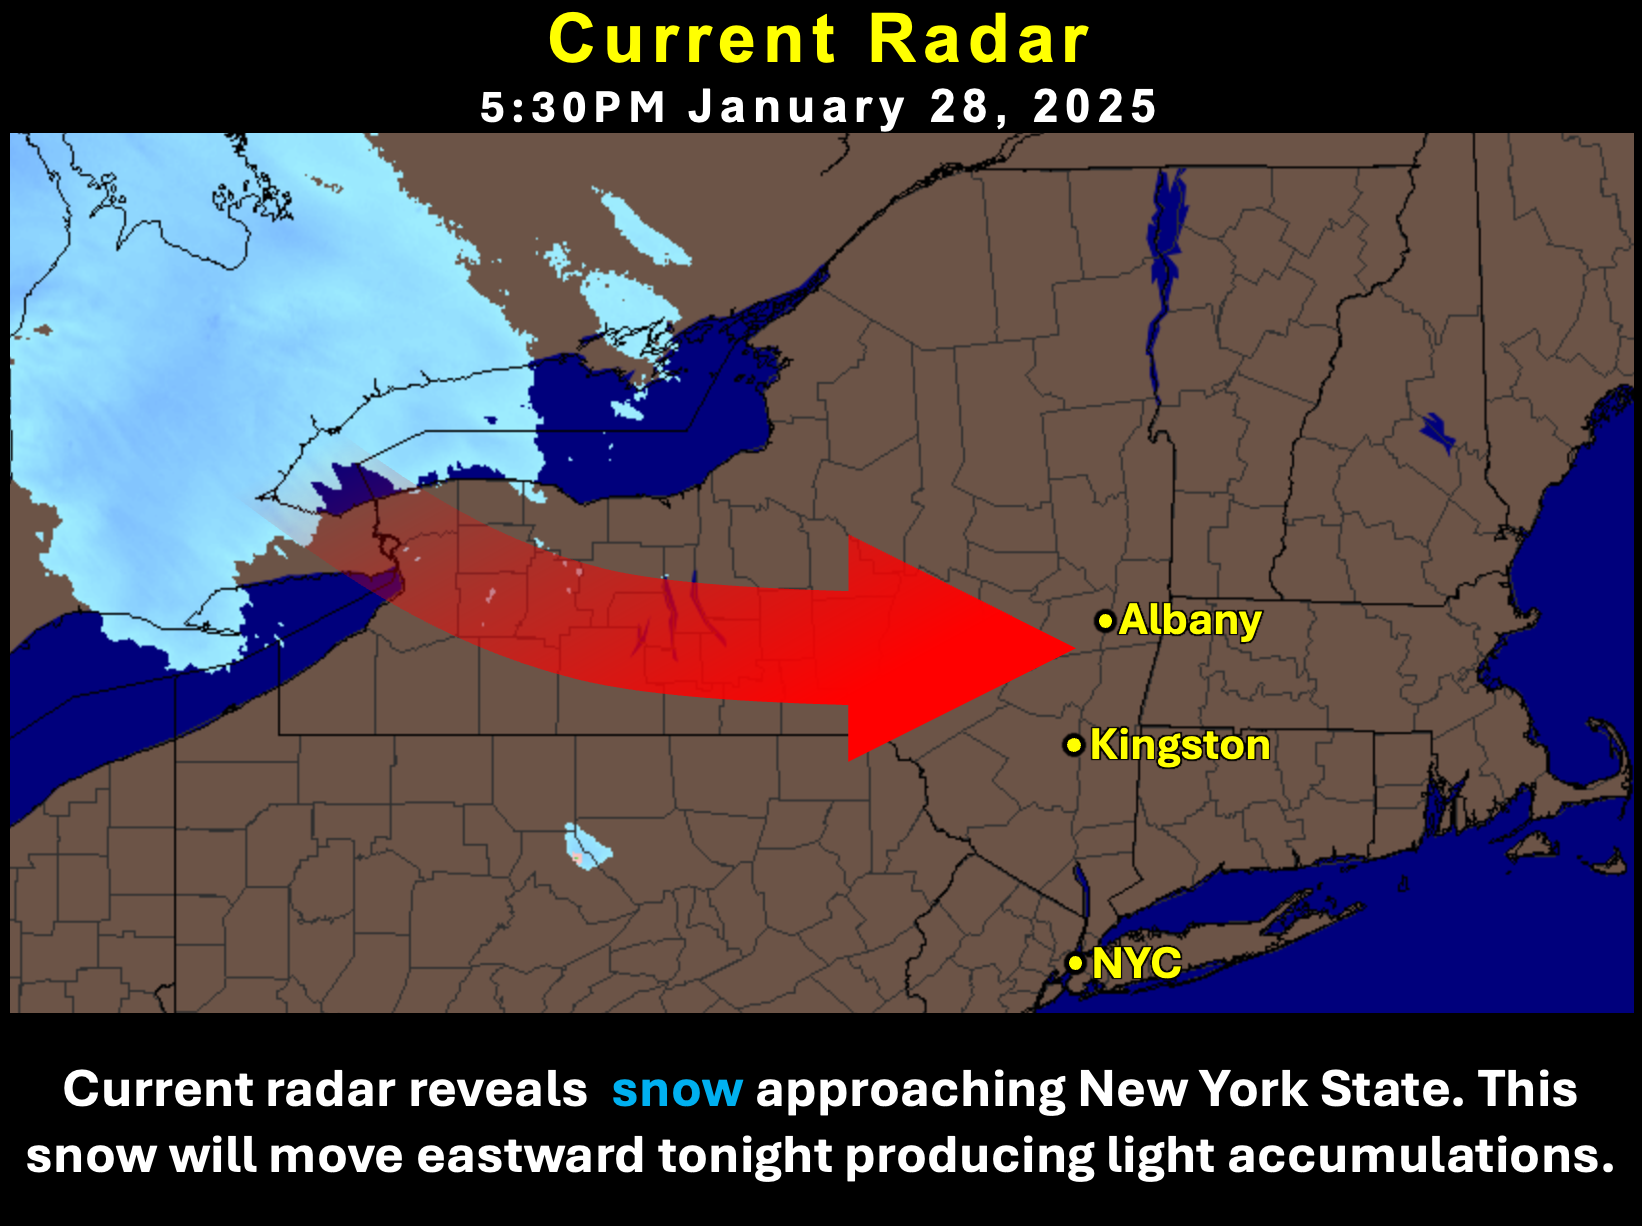 Current Radar
5:30PM January 28, 2025
Albany
Kingston
NYC
Current radar reveals snow approaching New York State. This
snow will move eastward tonight producing light accumulations.